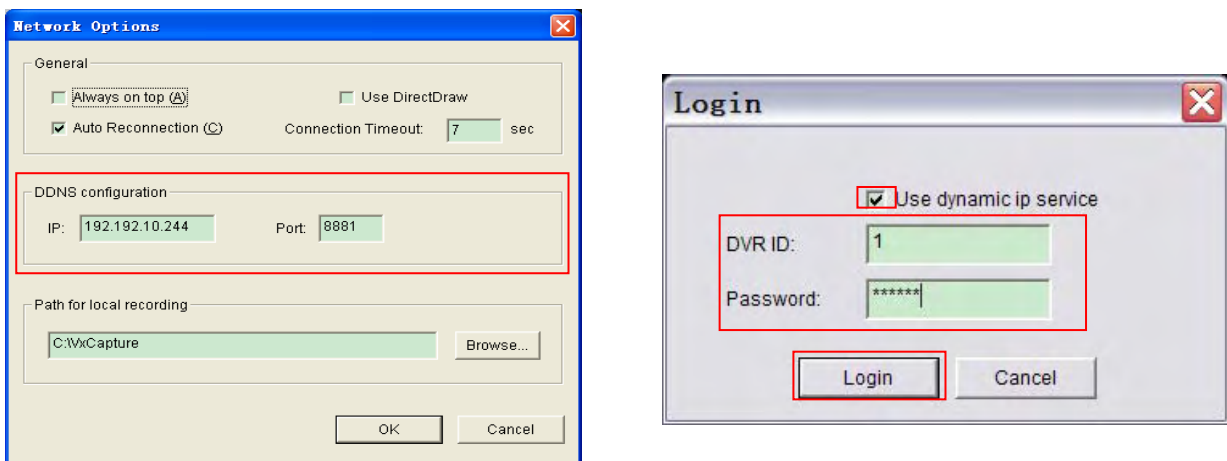 Network Options
General
Always on top (A)
Use DirectDraw
Auto Reconnection (C)
Connection Timeout: 7 sec
DDNS configuration
IP: 192.192.10.244
Port: 8881
Path for local recording
C:\VxCapture
Browse...
OK
Cancel
Login
Use dynamic ip service
DVR ID: 1
Password: ******
Login
Cancel